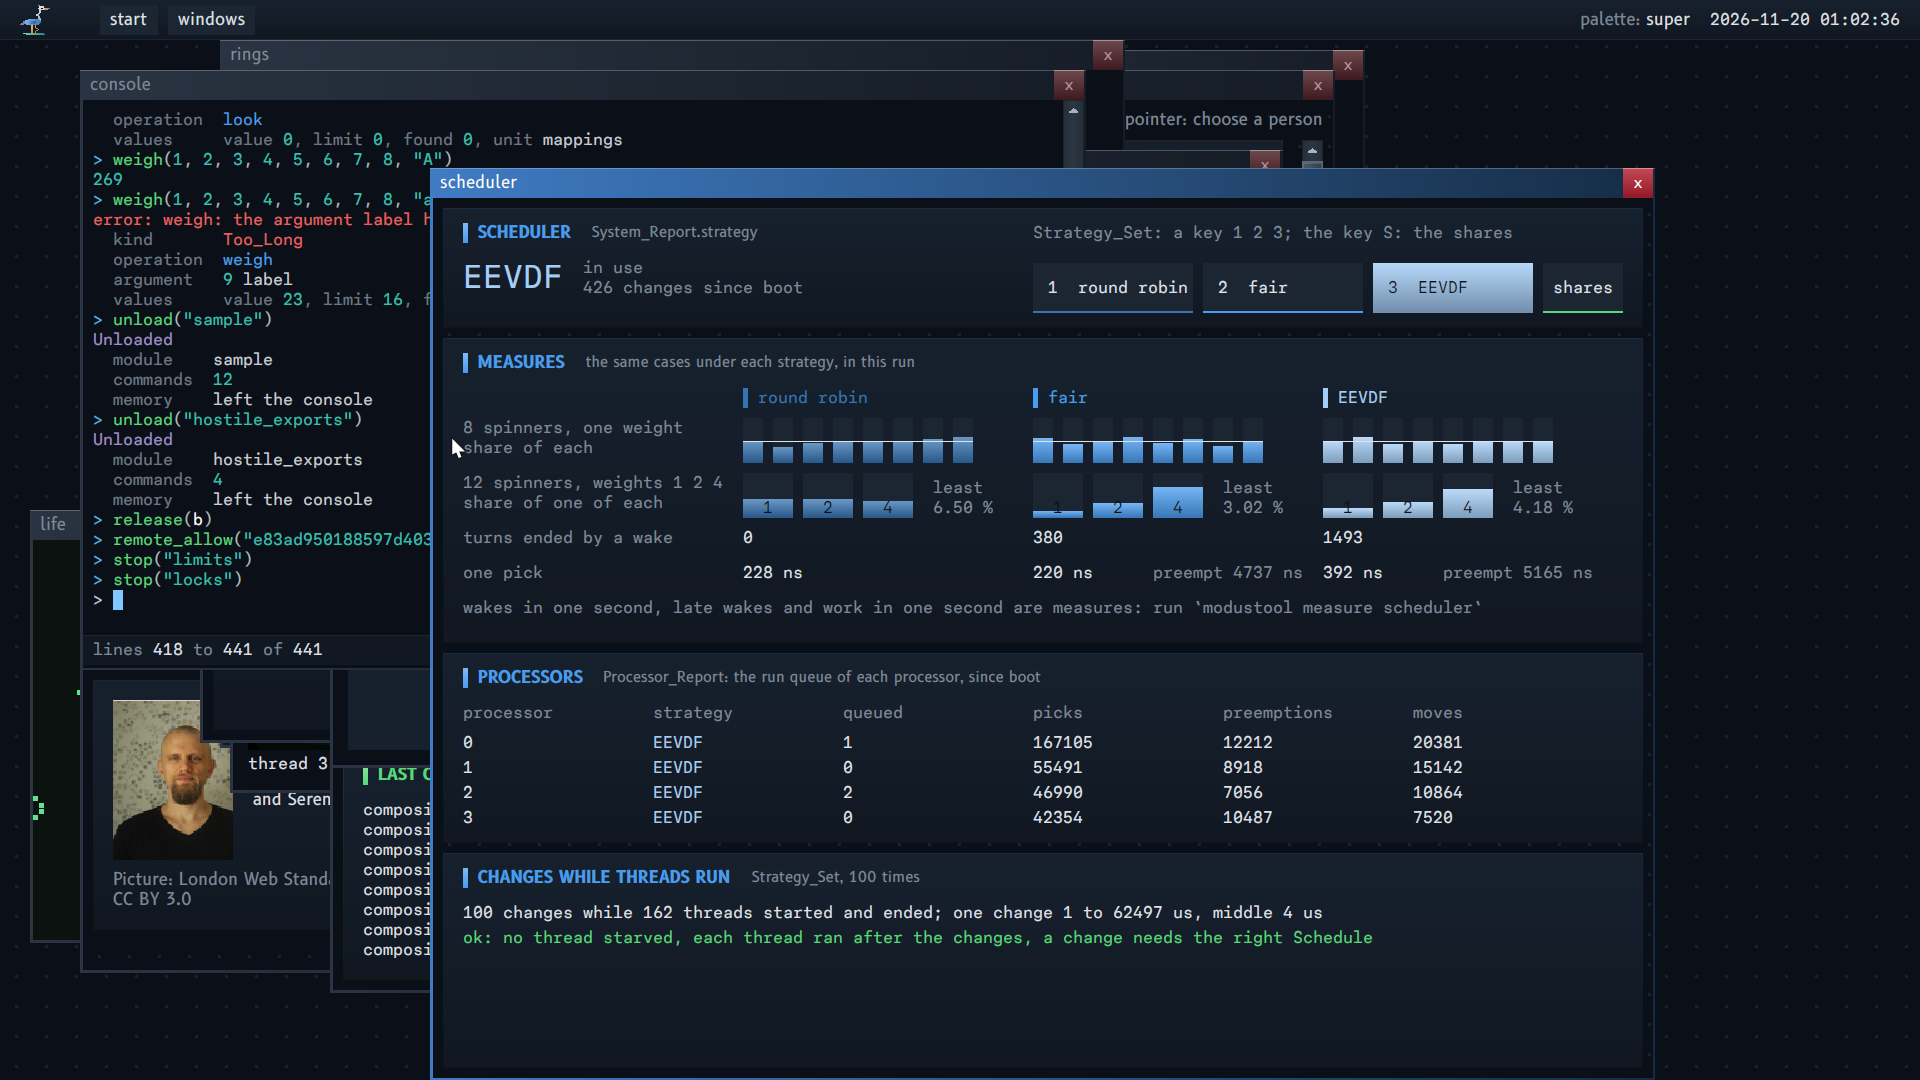 start windows palette: super 2026-11-20 01:02:36
rings x
x
console x
x
pointer: choose a person
x
operation look
values value 0, limit 0, found 0, unit mappings
> weigh(1, 2, 3, 4, 5, 6, 7, 8, "A")
269
> weigh(1, 2, 3, 4, 5, 6, 7, 8, "a
error: weigh: the argument label h
kind Too_Long
operation weigh
argument 9 label
values value 23, limit 16, f
> unload("sample")
Unloaded
module sample
commands 12
memory left the console
> unload("hostile_exports")
Unloaded
module hostile_exports
commands 4
memory left the console
> release(b)
> remote_allow("e83ad950188597d403
> stop("limits")
> stop("locks")
>
lines 418 to 441 of 441
life
thread 3
and Seren
Picture: London Web Standa
CC BY 3.0
LAST C
composi
composi
composi
composi
composi
composi
composi
composi
scheduler x
SCHEDULER System_Report.strategy Strategy_Set: a key 1 2 3; the key S: the shares
EEVDF in use
426 changes since boot
1 round robin 2 fair 3 EEVDF shares
MEASURES the same cases under each strategy, in this run
round robin fair EEVDF
8 spinners, one weight
share of each
12 spinners, weights 1 2 4
share of one of each
1 2 4 least 6.50 % 1 2 4 least 3.02 % 1 2 4 least 4.18 %
turns ended by a wake 0 380 1493
one pick 228 ns 220 ns preempt 4737 ns 392 ns preempt 5165 ns
wakes in one second, late wakes and work in one second are measures: run `modustool measure scheduler`
PROCESSORS Processor_Report: the run queue of each processor, since boot
processor strategy queued picks preemptions moves
0 EEVDF 1 167105 12212 20381
1 EEVDF 0 55491 8918 15142
2 EEVDF 2 46990 7056 10864
3 EEVDF 0 42354 10487 7520
CHANGES WHILE THREADS RUN Strategy_Set, 100 times
100 changes while 162 threads started and ended; one change 1 to 62497 us, middle 4 us
ok: no thread starved, each thread ran after the changes, a change needs the right Schedule